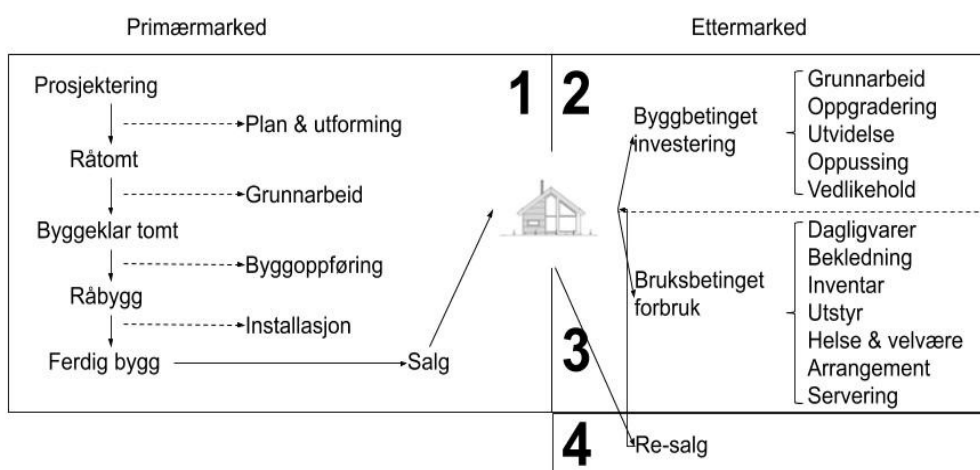 Primærmarked
Ettermarked
1
Prosjektering
Plan & utforming
Råtomt
Grunnarbeid
Byggeklar tomt
Byggoppføring
Råbygg
Installasjon
Ferdig bygg
Salg
2
Byggbetinget
investering
Grunnarbeid
Oppgradering
Utvidelse
Oppussing
Vedlikehold
3
Bruksbetinget
forbruk
Dagligvarer
Bekledning
Inventar
Utstyr
Helse & velvære
Arrangement
Servering
4
Re-salg